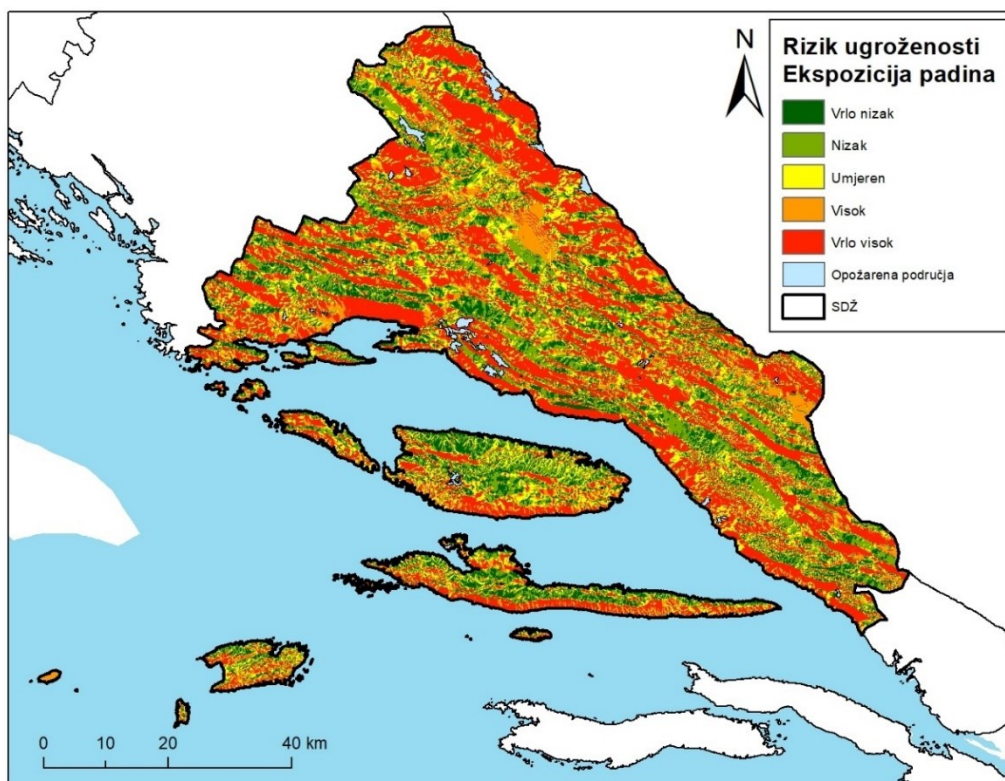 N
Rizik ugroženosti
Ekspozicija padina
Vrlo nizak
Nizak
Umjeren
Visok
Vrlo visok
Opožarena područja
SDŽ
0 10 20 40 km